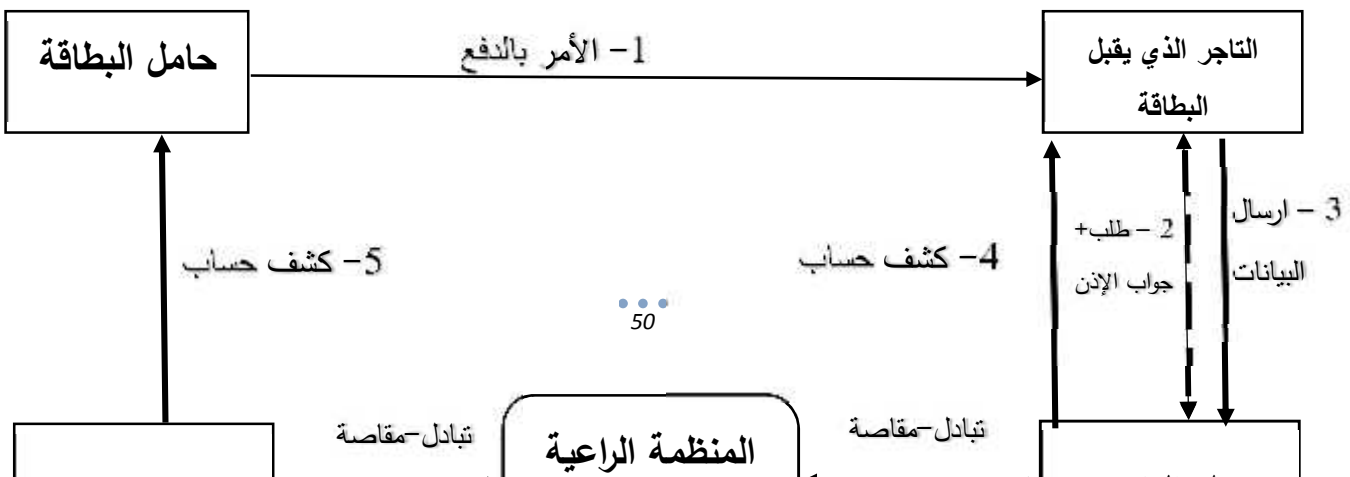 حامل البطاقة
1- الأمر بالدفع
التاجر الذي يقبل
البطاقة
3 - ارسال
البيانات
2 - طلب+
جواب الإذن
4- كشف حساب
5- كشف حساب
50
تبادل-مقاصة
المنظمة الراعية
تبادل-مقاصة